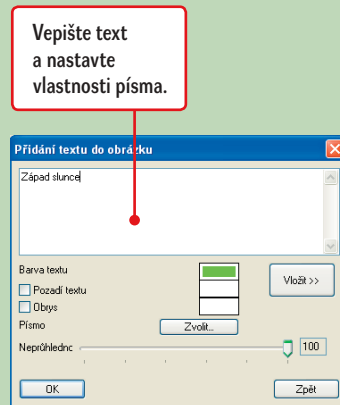 Vepište text
a nastavte
vlastnosti písma.
Přidání textu do obrázku
Západ slunce
Barva textu
Pozadí textu
Obrys
Vložit >>
Písmo
Zvolit...
Neprůhlednc
100
OK
Zpět